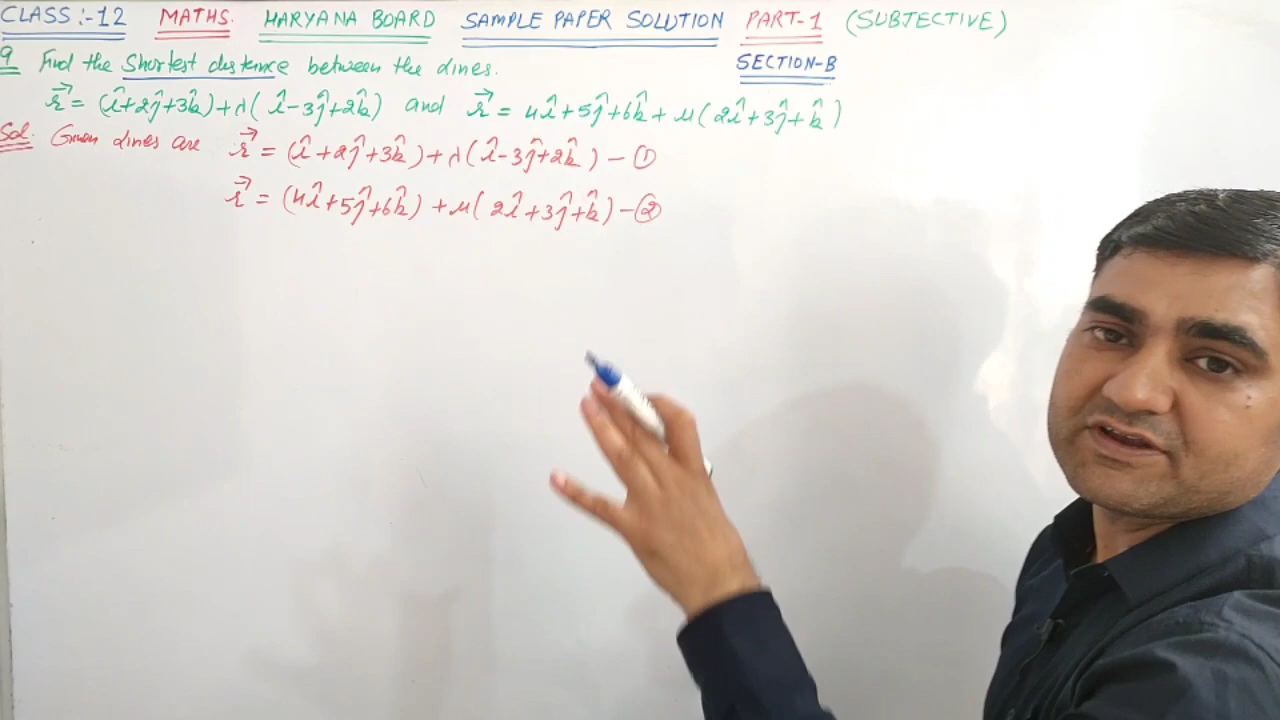 CLASS :- 12 MATHS. HARYANA BOARD SAMPLE PAPER SOLUTION PART-1 (SUBJECTIVE)
SECTION-B
9 Find the Shortest distance between the lines.
r⃗ = (î+2ĵ+3k̂)+λ(î-3ĵ+2k̂) and r⃗ = 4î+5ĵ+6k̂+μ(2î+3ĵ+k̂)
Sol. Given lines are r⃗ = (î+2ĵ+3k̂)+λ(î-3ĵ+2k̂) - ①
r⃗ = (4î+5ĵ+6k̂)+μ(2î+3ĵ+k̂) - ②